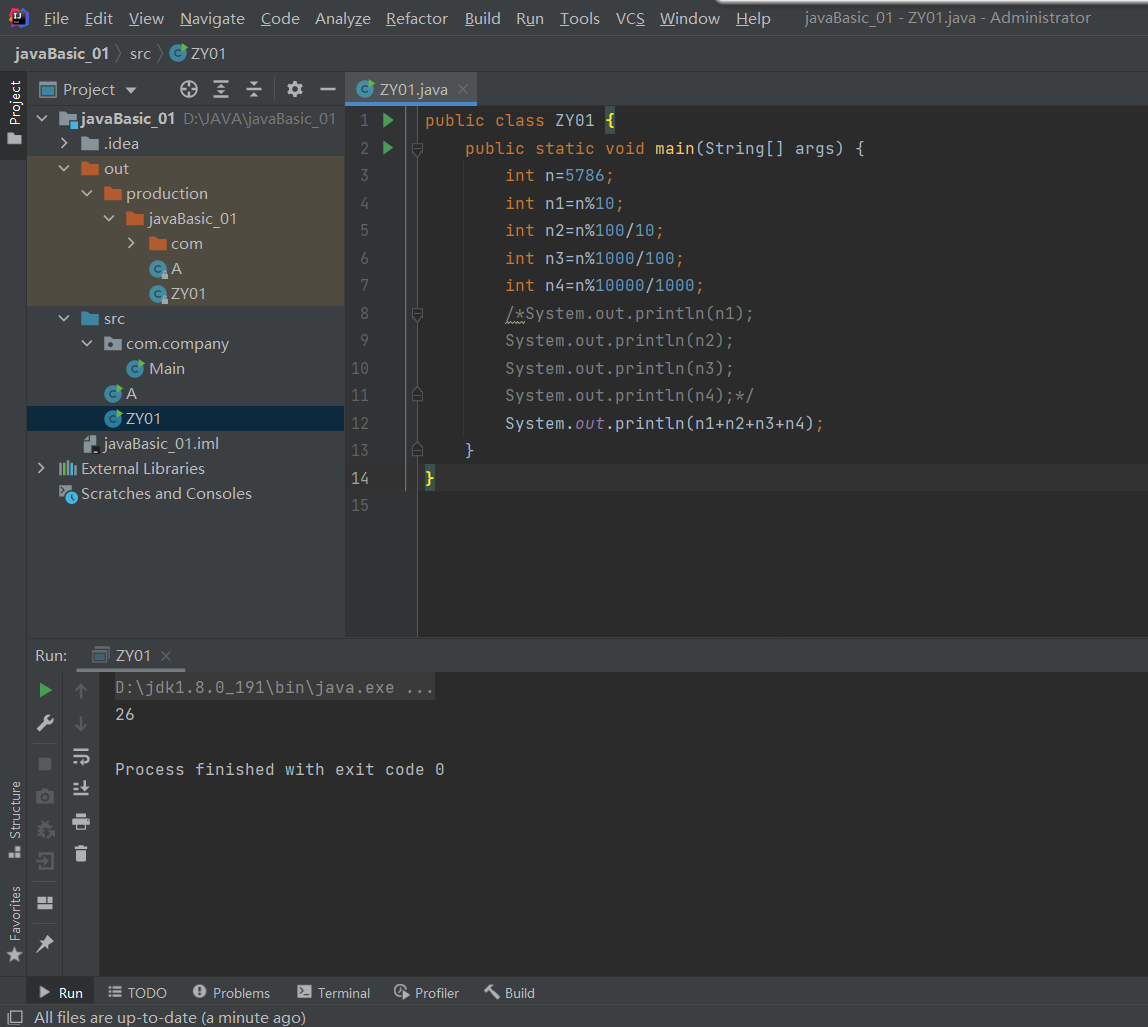 File Edit View Navigate Code Analyze Refactor Build Run Tools VCS Window Help javaBasic_01 - ZY01.java - Administrator
javaBasic_01 src ZY01
Project
Project
ZY01.java
javaBasic_01 D:\JAVA\javaBasic_01
.idea
out
production
javaBasic_01
com
A
ZY01
src
com.company
Main
A
ZY01
javaBasic_01.iml
External Libraries
Scratches and Consoles
1 public class ZY01 {
2 public static void main(String[] args) {
3 int n=5786;
4 int n1=n%10;
5 int n2=n%100/10;
6 int n3=n%1000/100;
7 int n4=n%10000/1000;
8 /*System.out.println(n1);
9 System.out.println(n2);
10 System.out.println(n3);
11 System.out.println(n4);*/
12 System.out.println(n1+n2+n3+n4);
13 }
14 }
15
Run: ZY01
D:\jdk1.8.0_191\bin\java.exe ...
26
Process finished with exit code 0
Structure
Favorites
Run TODO Problems Terminal Profiler Build
All files are up-to-date (a minute ago)